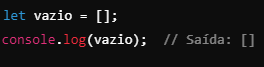 let vazio = [];
console.log(vazio);  // Saída: []